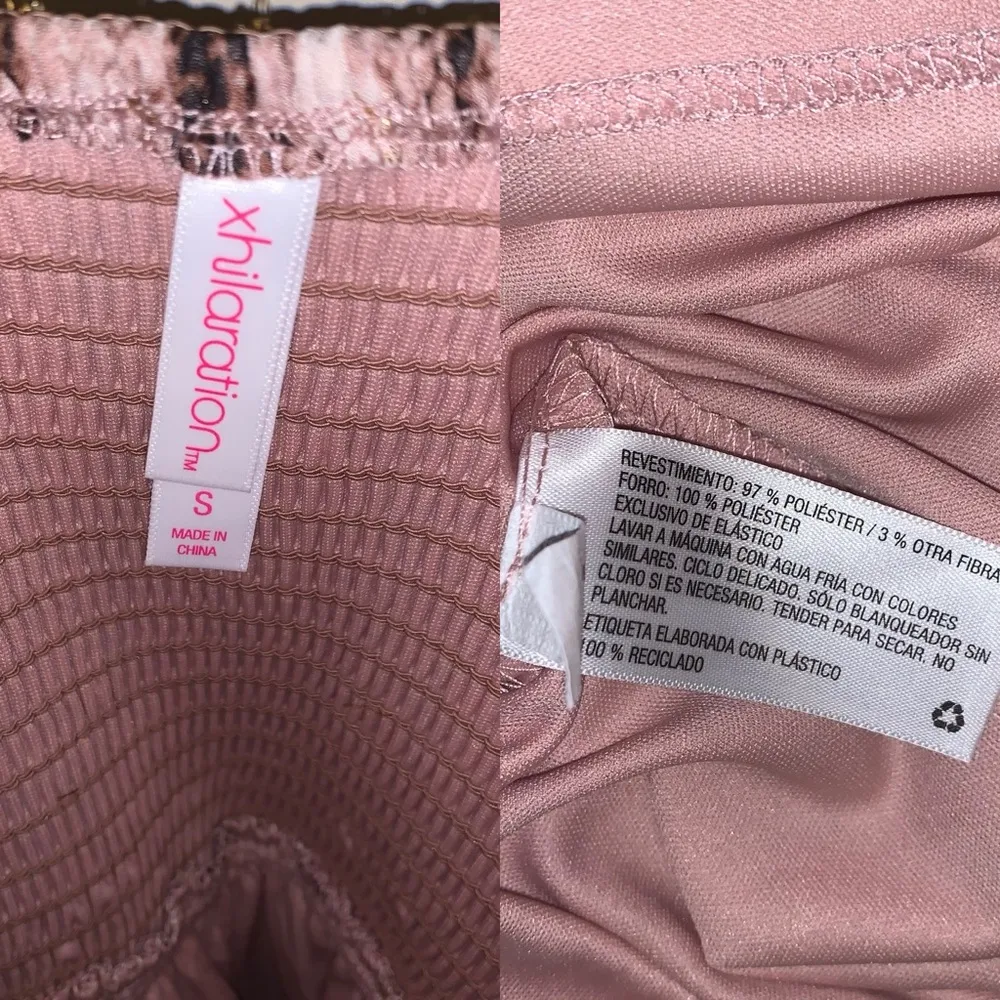 xhilaration™
S
MADE IN
CHINA
REVESTIMIENTO: 97 % POLIÉSTER / 3 % OTRA FIBRA
FORRO: 100 % POLIÉSTER
EXCLUSIVO DE ELÁSTICO
LAVAR A MÁQUINA CON AGUA FRÍA CON COLORES
SIMILARES. CICLO DELICADO. SÓLO BLANQUEADOR SIN
CLORO SI ES NECESARIO. TENDER PARA SECAR. NO
PLANCHAR.
ETIQUETA ELABORADA CON PLÁSTICO
00 % RECICLADO